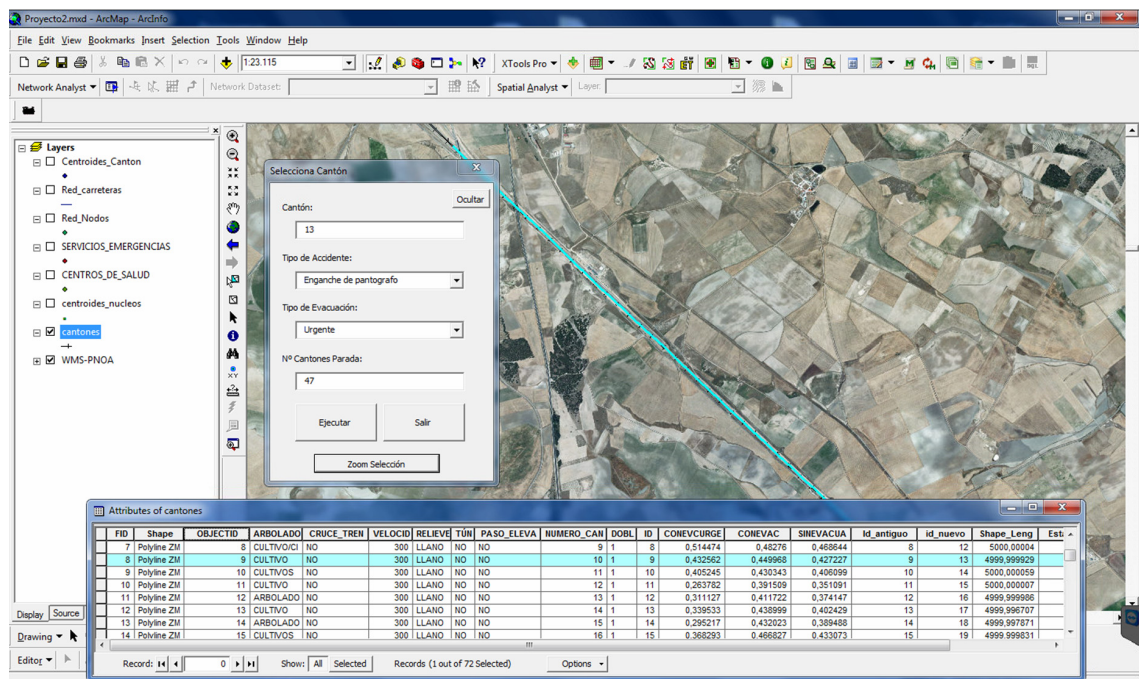 Proyecto2.mxd - ArcMap - ArcInfo
File Edit View Bookmarks Insert Selection Tools Window Help
1:23.115 XTools Pro
Network Analyst Network Dataset: Spatial Analyst Layer:
Layers
Centroides_Canton
Red_carreteras
Red_Nodos
SERVICIOS_EMERGENCIAS
CENTROS_DE_SALUD
centroides_nucleos
cantones
WMS-PNOA
Selecciona Cantón
Ocultar
Cantón:
13
Tipo de Accidente:
Enganche de pantografo
Tipo de Evacuación:
Urgente
Nº Cantones Parada:
47
Ejecutar Salir
Zoom Selección
Attributes of cantones
FID Shape OBJECTID ARBOLADO CRUCE_TREN VELOCID RELIEVE TÚN PASO_ELEVA NUMERO_CAN DOBL ID CONEVCURGE CONEVAC SINEVACUA Id_antiguo id_nuevo Shape_Leng Est
7 Polyline ZM 8 CULTIVO/CI NO 300 LLANO NO NO 9 1 8 0,514474 0,48276 0,468644 8 12 5000,00004
8 Polyline ZM 9 CULTIVO NO 300 LLANO NO NO 10 1 9 0,432562 0,449968 0,427227 9 13 4999,999929
9 Polyline ZM 10 CULTIVOS NO 300 LLANO NO NO 11 1 10 0,405245 0,430343 0,406099 10 14 5000,000059
10 Polyline ZM 11 CULTIVO NO 300 LLANO NO NO 12 1 11 0,263782 0,391509 0,351091 11 15 5000,000007
11 Polyline ZM 12 ARBOLADO NO 300 LLANO NO NO 13 1 12 0,311127 0,411722 0,374147 12 16 4999,999986
12 Polyline ZM 13 CULTIVO NO 300 LLANO NO NO 14 1 13 0,339533 0,438999 0,402429 13 17 4999,996707
13 Polyline ZM 14 ARBOLADO NO 300 LLANO NO NO 15 1 14 0,295217 0,432023 0,389488 14 18 4999,997871
14 Polyline ZM 15 CULTIVOS NO 300 LLANO NO NO 16 1 15 0,368293 0,466827 0,433073 15 19 4999,999831
Record: 0 Show: All Selected Records (1 out of 72 Selected) Options
Display Source
Drawing
Editor